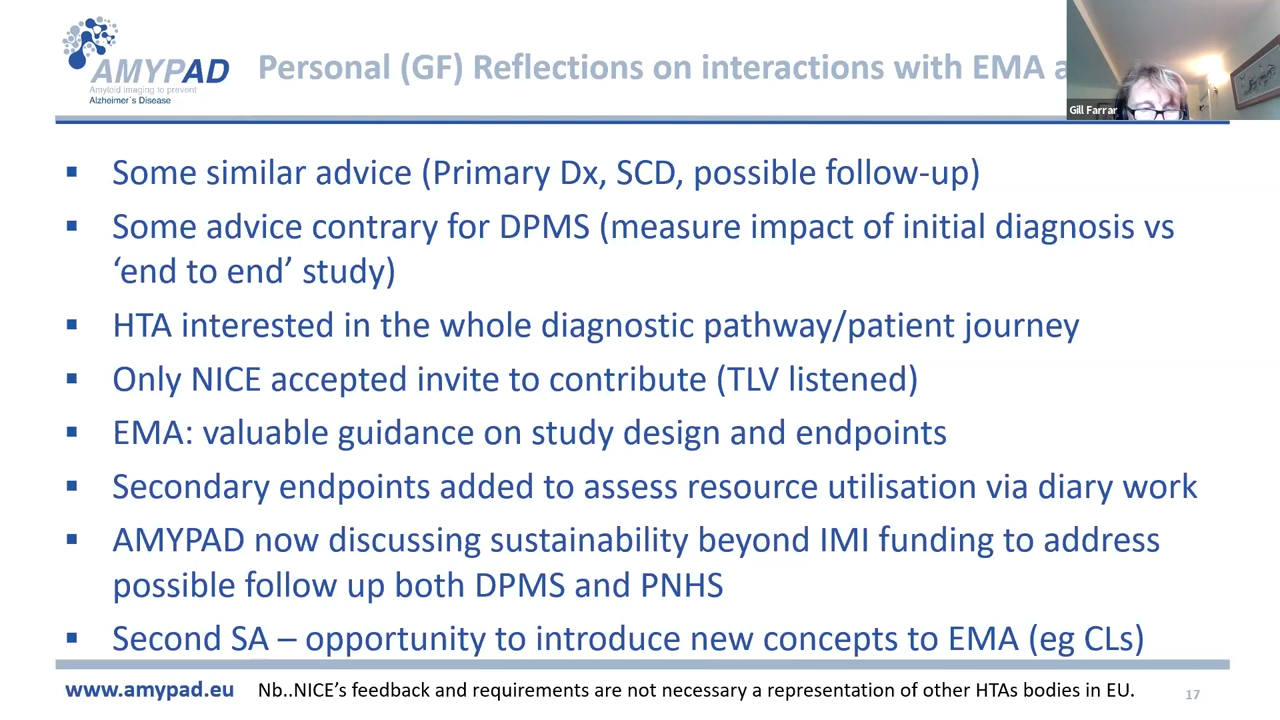 AMYPAD
Amyloid imaging to prevent
Alzheimer's Disease
Personal (GF) Reflections on interactions with EMA a
Gill Farrar
▪ Some similar advice (Primary Dx, SCD, possible follow-up)
▪ Some advice contrary for DPMS (measure impact of initial diagnosis vs
‘end to end’ study)
▪ HTA interested in the whole diagnostic pathway/patient journey
▪ Only NICE accepted invite to contribute (TLV listened)
▪ EMA: valuable guidance on study design and endpoints
▪ Secondary endpoints added to assess resource utilisation via diary work
▪ AMYPAD now discussing sustainability beyond IMI funding to address
possible follow up both DPMS and PNHS
▪ Second SA – opportunity to introduce new concepts to EMA (eg CLs)
www.amypad.eu Nb..NICE’s feedback and requirements are not necessary a representation of other HTAs bodies in EU. 17